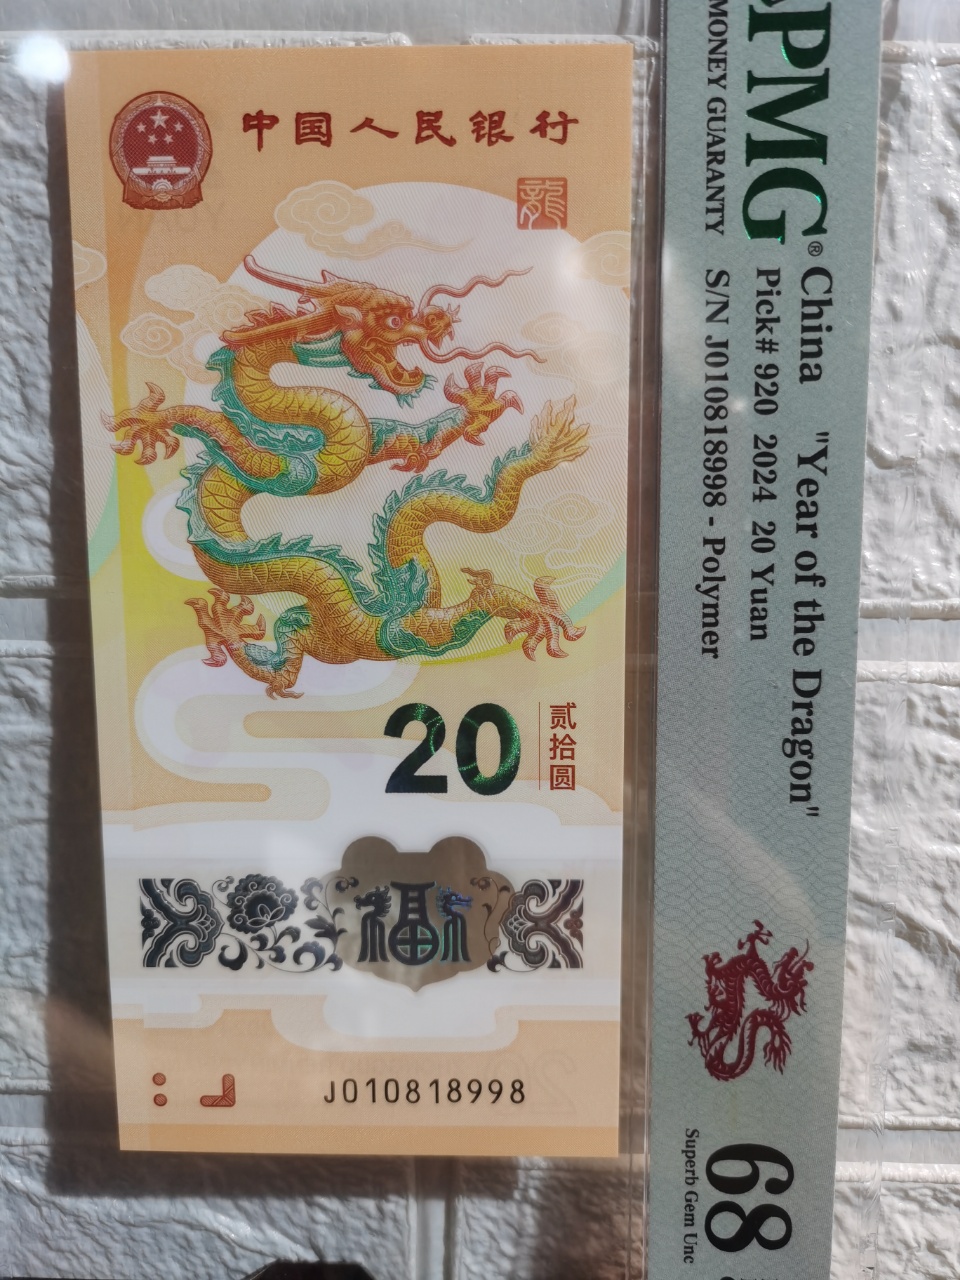 中国人民银行
龍
20
贰拾圆
福
J010818998
PMG
MONEY GUARANTY
®
China "Year of the Dragon"
Pick# 920 2024 20 Yuan
S/N J010818998 - Polymer
68
Superb Gem Unc